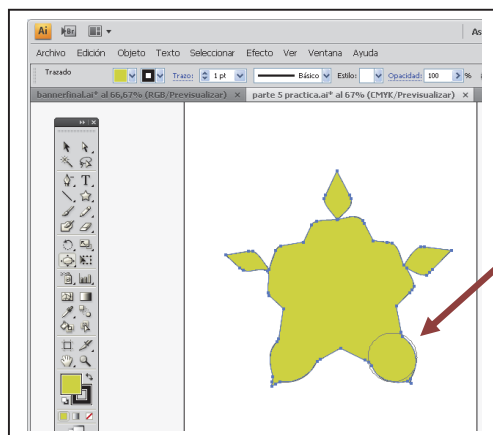 Ai Br
As
Archivo Edición Objeto Texto Seleccionar Efecto Ver Ventana Ayuda
Trazado Trazo: 1 pt Básico Estilo: Opacidad: 100 %
bannerfinal.ai* al 66,67% (RGB/Previsualizar) × parte 5 practica.ai* al 67% (CMYK/Previsualizar) ×
T